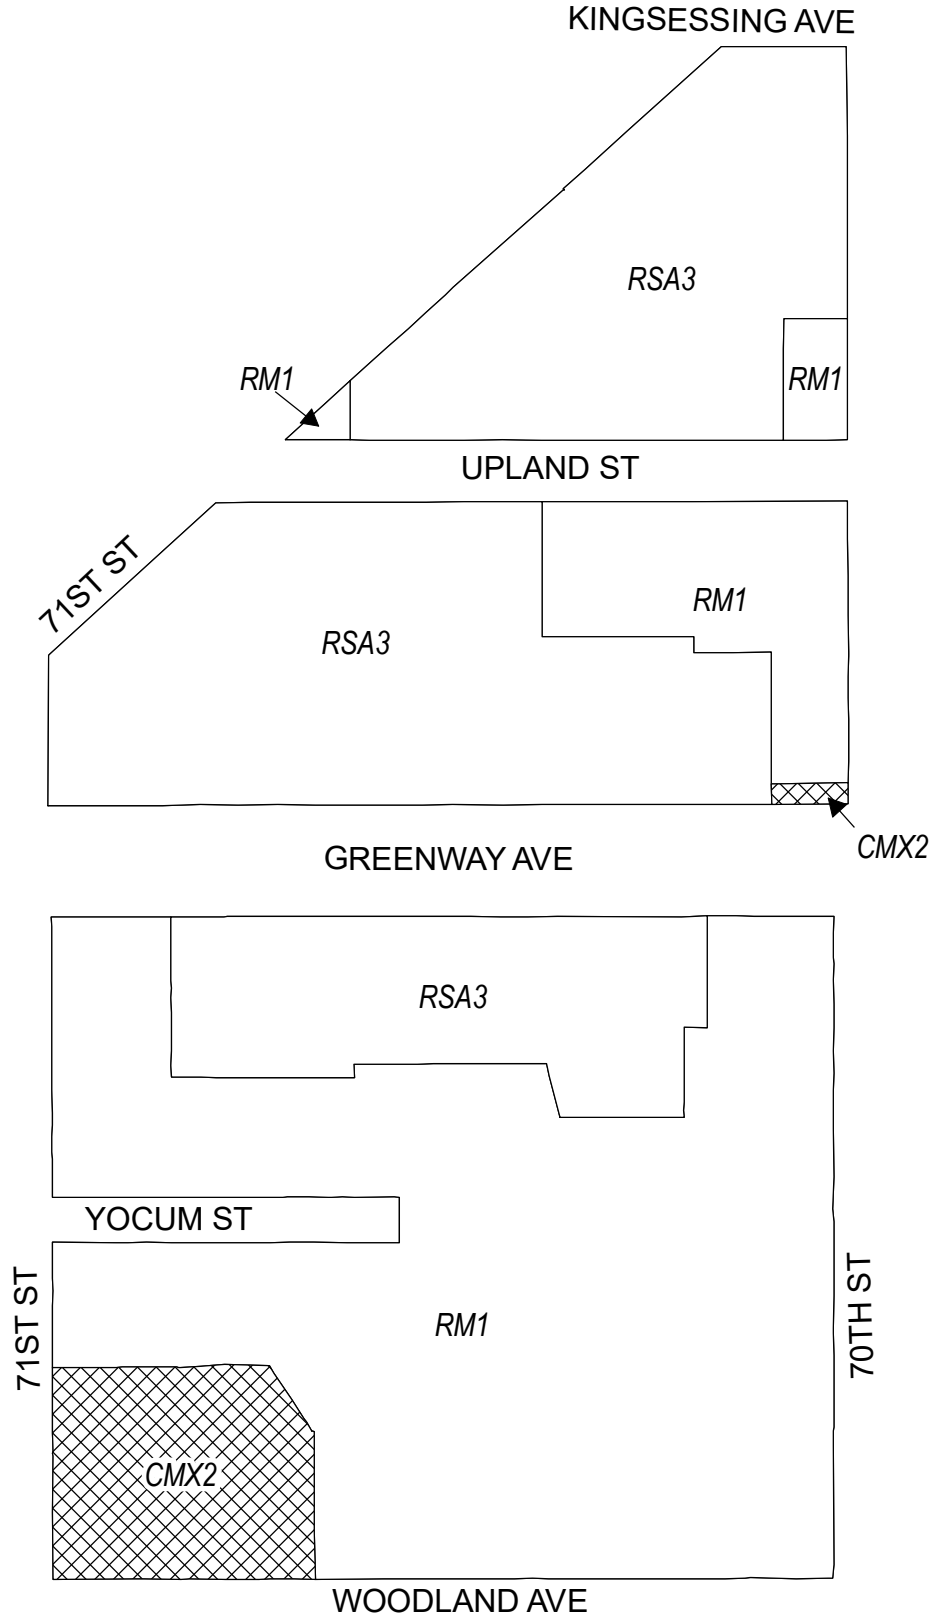 KINGSESSING AVE
RSA3
RM1
RM1
UPLAND ST
71ST ST
RM1
RSA3
CMX2
GREENWAY AVE
RSA3
YOCUM ST
71ST ST
RM1
70TH ST
CMX2
WOODLAND AVE